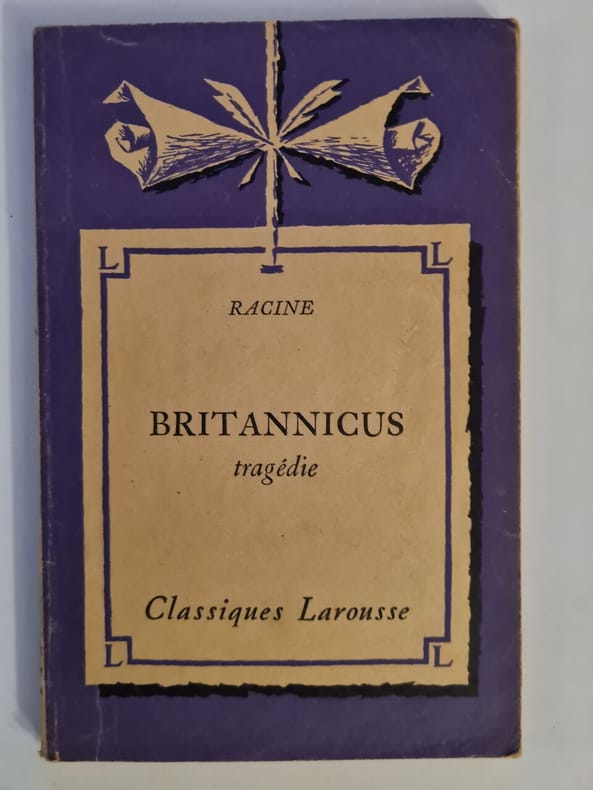 L L
RACINE
BRITANNICUS
tragédie
Classiques Larousse
L L